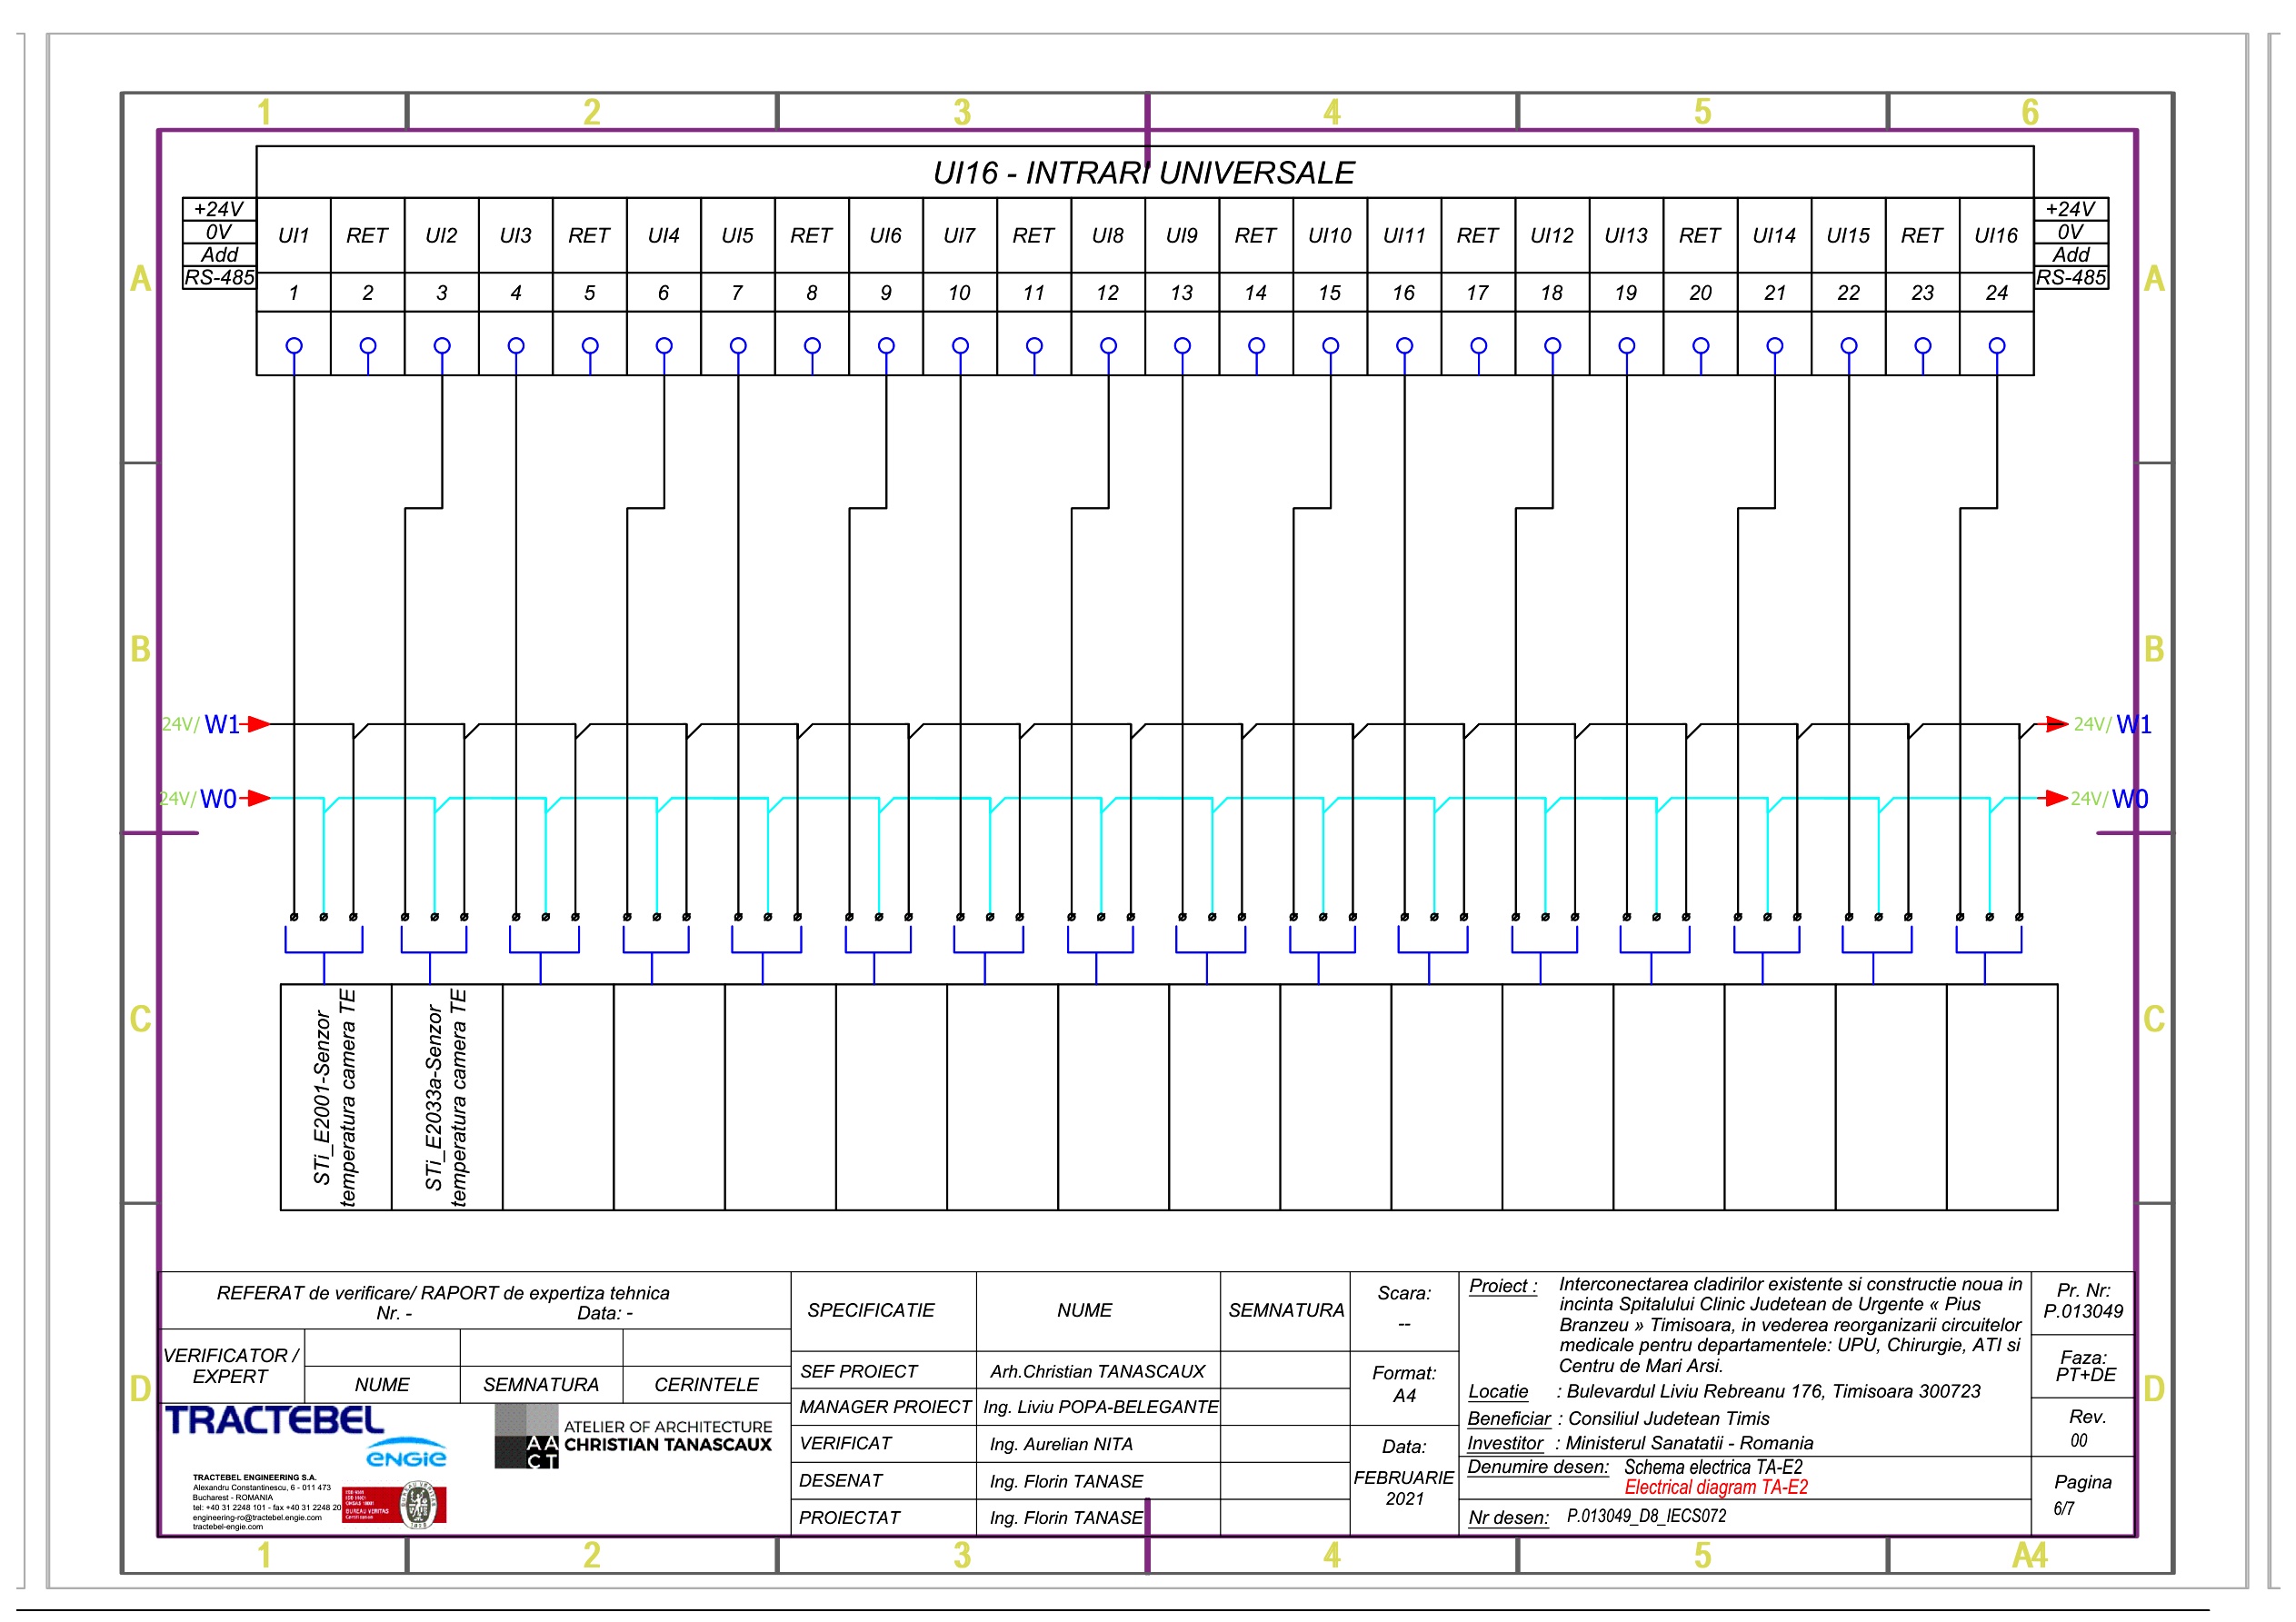 1 2 3 4 5 6
UI16 - INTRARI UNIVERSALE
+24V
0V
Add
RS-485
UI1 RET UI2 UI3 RET UI4 UI5 RET UI6 UI7 RET UI8 UI9 RET UI10 UI11 RET UI12 UI13 RET UI14 UI15 RET UI16
+24V
0V
Add
RS-485
1 2 3 4 5 6 7 8 9 10 11 12 13 14 15 16 17 18 19 20 21 22 23 24
A A
B B
24V/ W1 24V/ W1
24V/ W0 24V/ W0
C C
STi_E2001-Senzor
temperatura camera TE
STi_E2033a-Senzor
temperatura camera TE
D D
REFERAT de verificare/ RAPORT de expertiza tehnica
Nr. - Data: -
VERIFICATOR /
EXPERT
NUME SEMNATURA CERINTELE
TRACTEBEL
ENGIE
TRACTEBEL ENGINEERING S.A.
Alexandru Constantinescu, 6 - 011 473
Bucharest - ROMANIA
tel: +40 31 2248 101 - fax +40 31 2248 20
engineering-ro@tractebel.engie.com
tractebel-engie.com
BUREAU VERITAS
Certification
AA
CT
ATELIER OF ARCHITECTURE
CHRISTIAN TANASCAUX
SPECIFICATIE NUME SEMNATURA
SEF PROIECT Arh.Christian TANASCAUX
MANAGER PROIECT Ing. Liviu POPA-BELEGANTE
VERIFICAT Ing. Aurelian NITA
DESENAT Ing. Florin TANASE
PROIECTAT Ing. Florin TANASE
Scara:
--
Format:
A4
Data:
FEBRUARIE
2021
Proiect : Interconectarea cladirilor existente si constructie noua in
incinta Spitalului Clinic Judetean de Urgente « Pius
Branzeu » Timisoara, in vederea reorganizarii circuitelor
medicale pentru departamentele: UPU, Chirurgie, ATI si
Centru de Mari Arsi.
Locatie : Bulevardul Liviu Rebreanu 176, Timisoara 300723
Beneficiar : Consiliul Judetean Timis
Investitor : Ministerul Sanatatii - Romania
Denumire desen: Schema electrica TA-E2
Electrical diagram TA-E2
Nr desen: P.013049_D8_IECS072
Pr. Nr:
P.013049
Faza:
PT+DE
Rev.
00
Pagina
6/7
1 2 3 4 5 A4